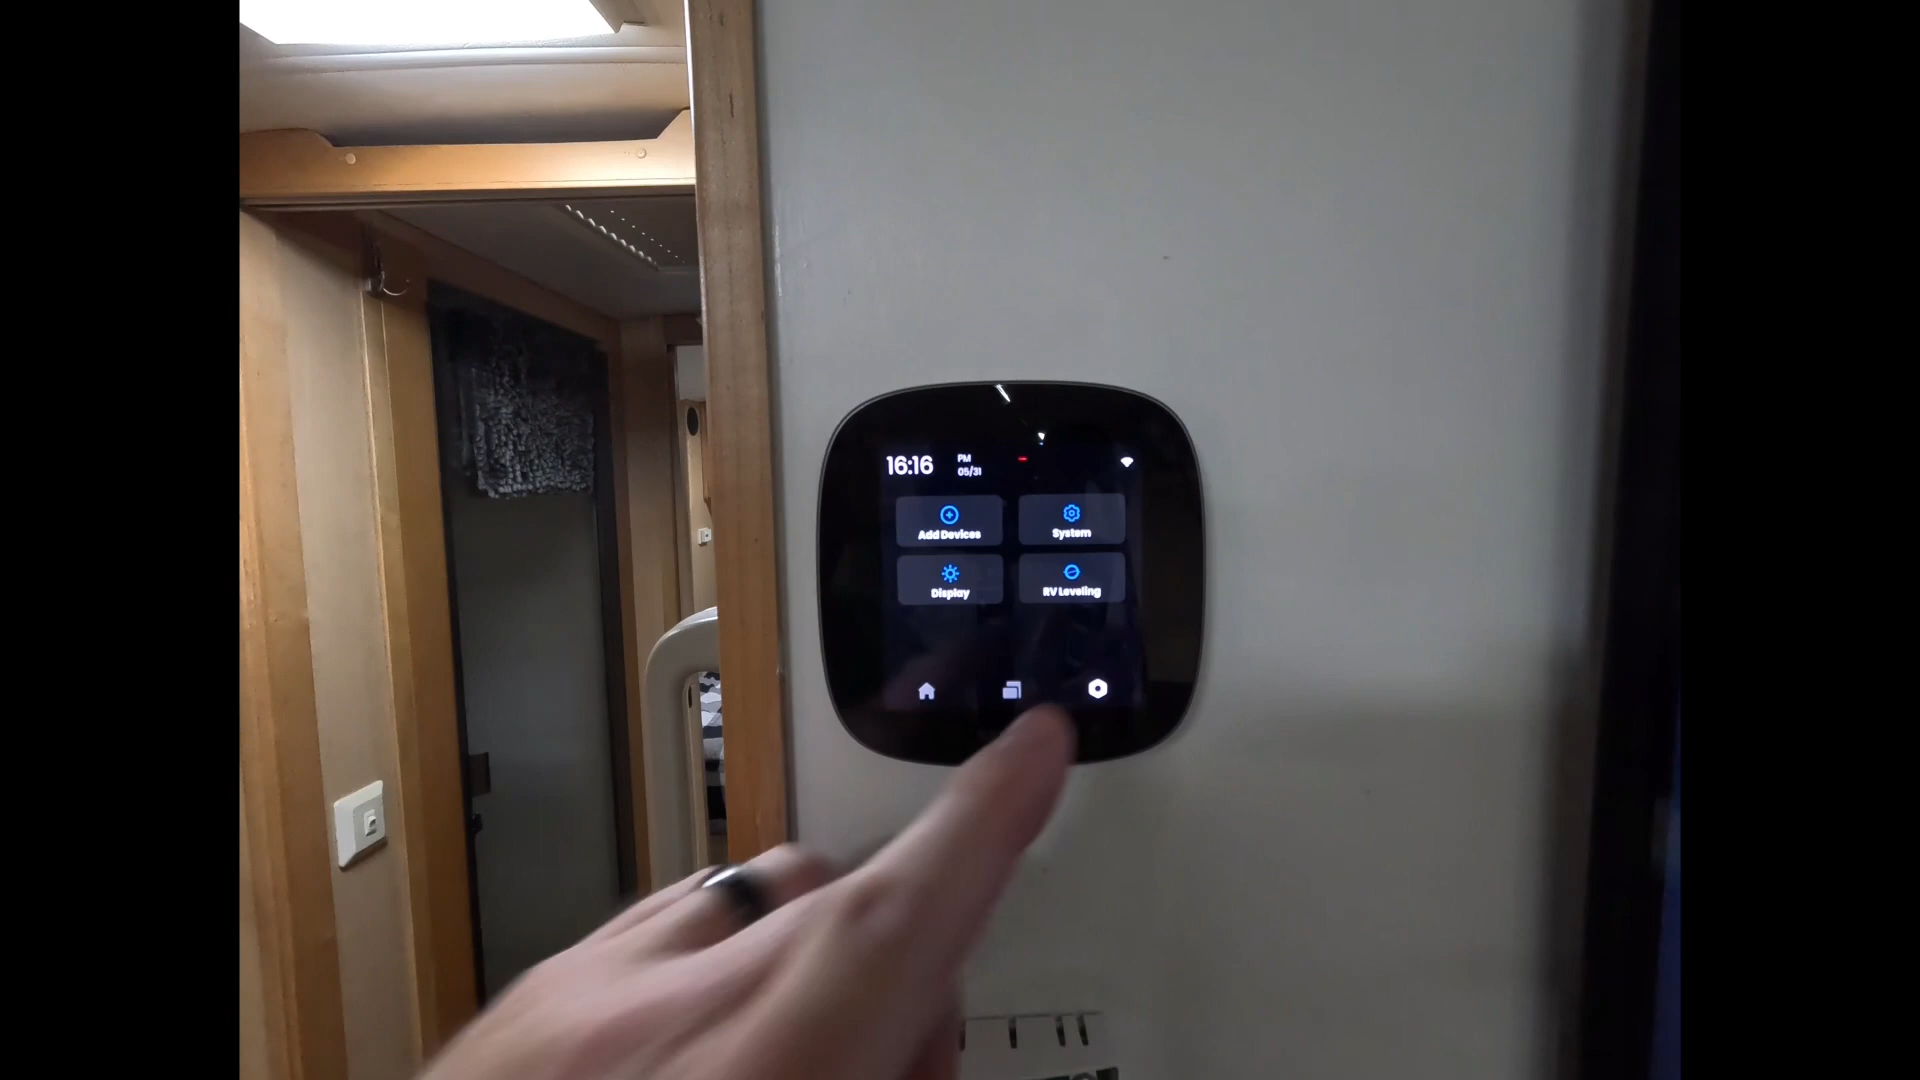 16:16 PM
05/31
Add Devices
System
Display
RV Leveling